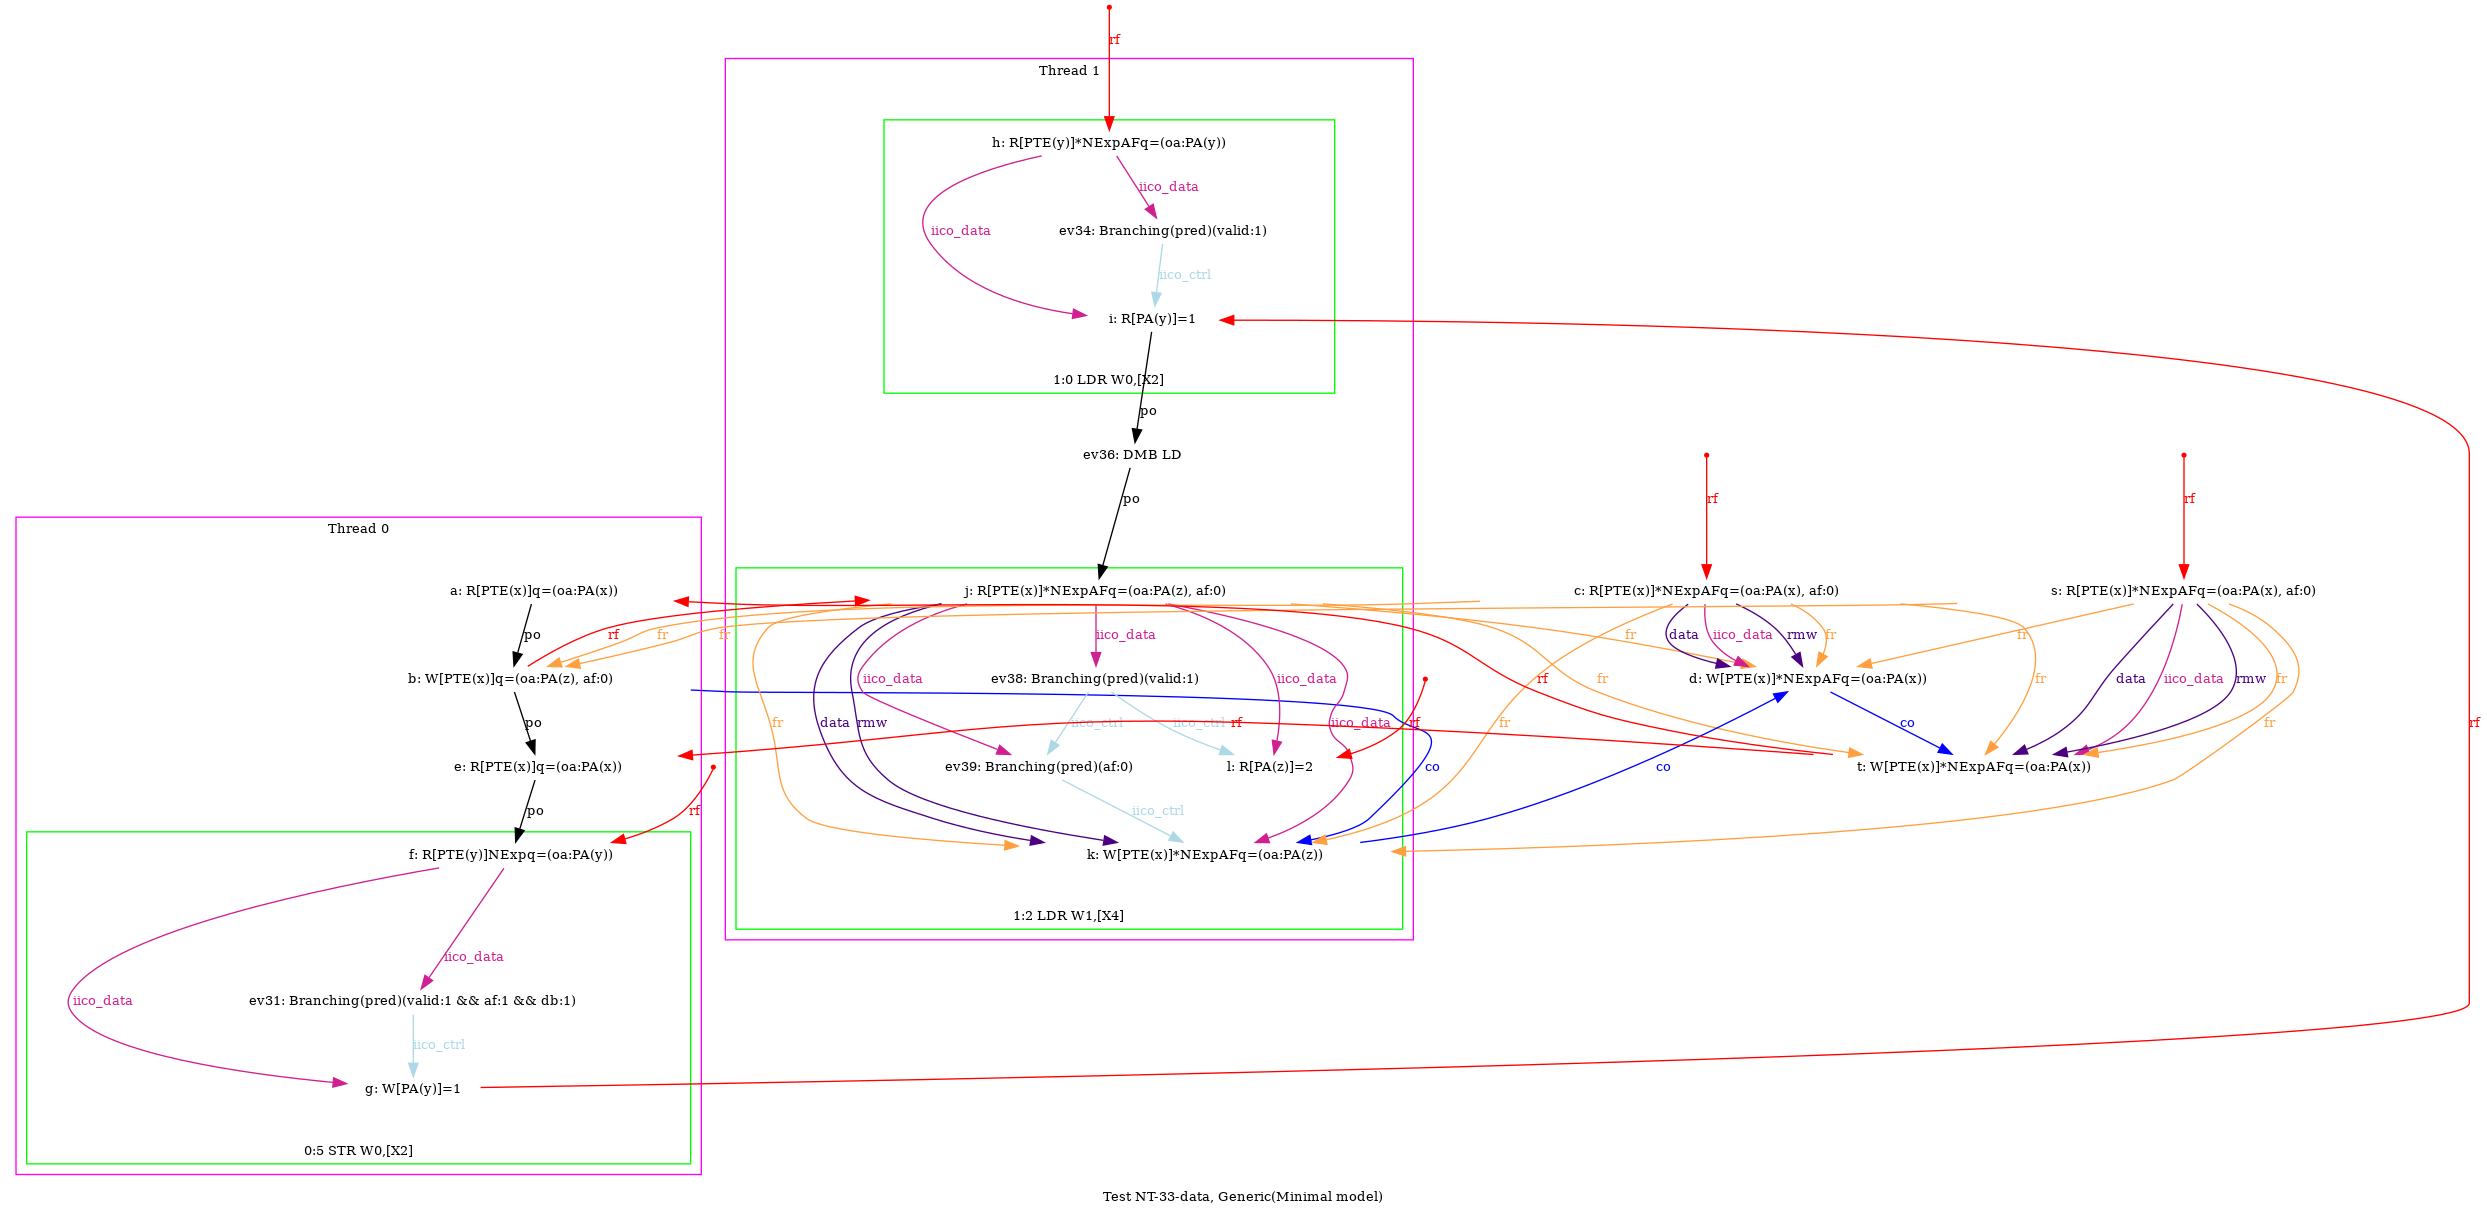 rf
Thread 1
h: R[PTE(y)]*NExpAFq=(oa:PA(y))
iico_data
iico_data
ev34: Branching(pred)(valid:1)
iico_ctrl
i: R[PA(y)]=1
1:0 LDR W0,[X2]
po
ev36: DMB LD
po
rf
rf
Thread 0
a: R[PTE(x)]q=(oa:PA(x))
j: R[PTE(x)]*NExpAFq=(oa:PA(z), af:0)
c: R[PTE(x)]*NExpAFq=(oa:PA(x), af:0)
s: R[PTE(x)]*NExpAFq=(oa:PA(x), af:0)
po
rf
fr
fr
iico_data
fr
data
iico_data
rmw
fr
fr
b: W[PTE(x)]q=(oa:PA(z), af:0)
iico_data
ev38: Branching(pred)(valid:1)
iico_data
fr
rf
d: W[PTE(x)]*NExpAFq=(oa:PA(x))
fr
data
iico_data
rmw
fr
po
fr
data
rmw
iico_ctrl
iico_ctrl
rf
iico_data
rf
fr
co
fr
rf
e: R[PTE(x)]q=(oa:PA(x))
ev39: Branching(pred)(af:0)
l: R[PA(z)]=2
co
co
t: W[PTE(x)]*NExpAFq=(oa:PA(x))
po
rf
iico_ctrl
f: R[PTE(y)]NExpq=(oa:PA(y))
k: W[PTE(x)]*NExpAFq=(oa:PA(z))
1:2 LDR W1,[X4]
iico_data
iico_data
ev31: Branching(pred)(valid:1 && af:1 && db:1)
iico_ctrl
g: W[PA(y)]=1
0:5 STR W0,[X2]
Test NT-33-data, Generic(Minimal model)